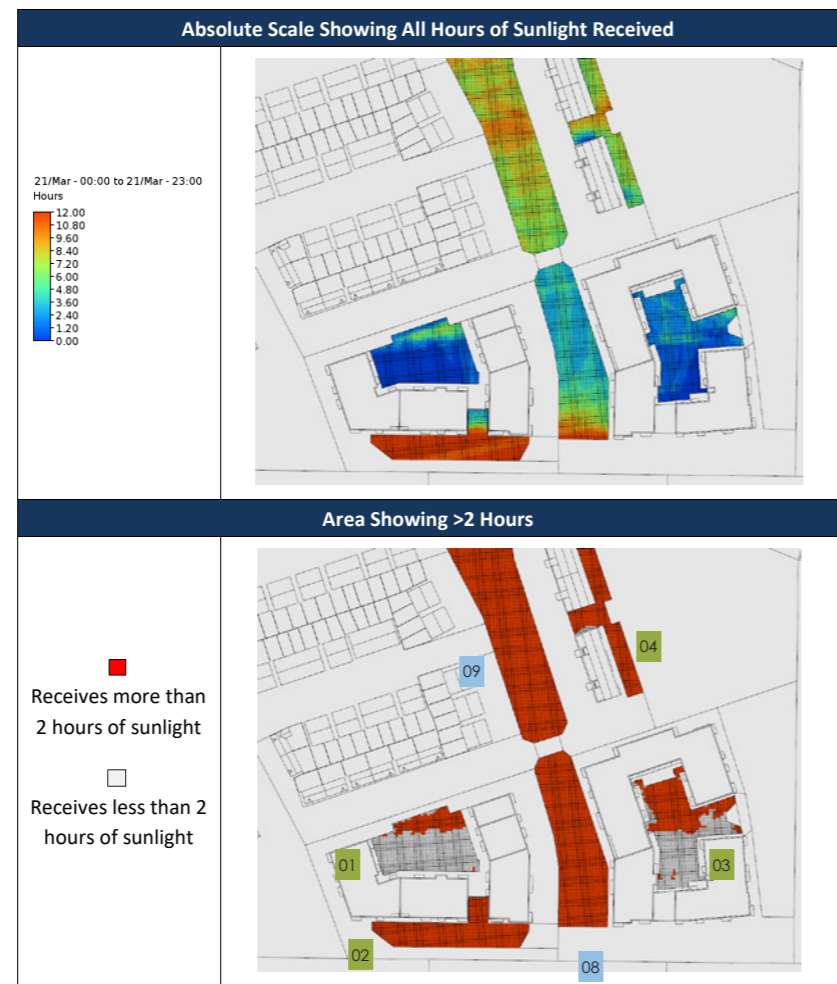 Absolute Scale Showing All Hours of Sunlight Received
21/Mar - 00:00 to 21/Mar - 23:00
Hours
12.00
10.80
9.60
8.40
7.20
6.00
4.80
3.60
2.40
1.20
0.00
Area Showing >2 Hours
Receives more than
2 hours of sunlight
Receives less than 2
hours of sunlight
04
09
01
03
02
08